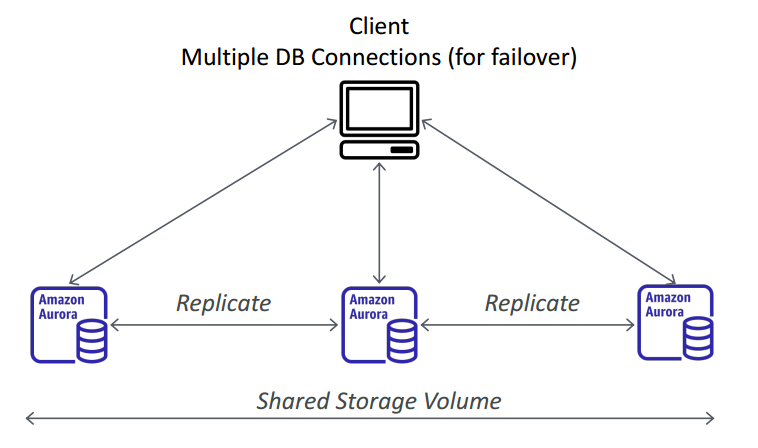 Client
Multiple DB Connections (for failover)
Amazon
Aurora
Replicate
Amazon
Aurora
Replicate
Amazon
Aurora
Shared Storage Volume